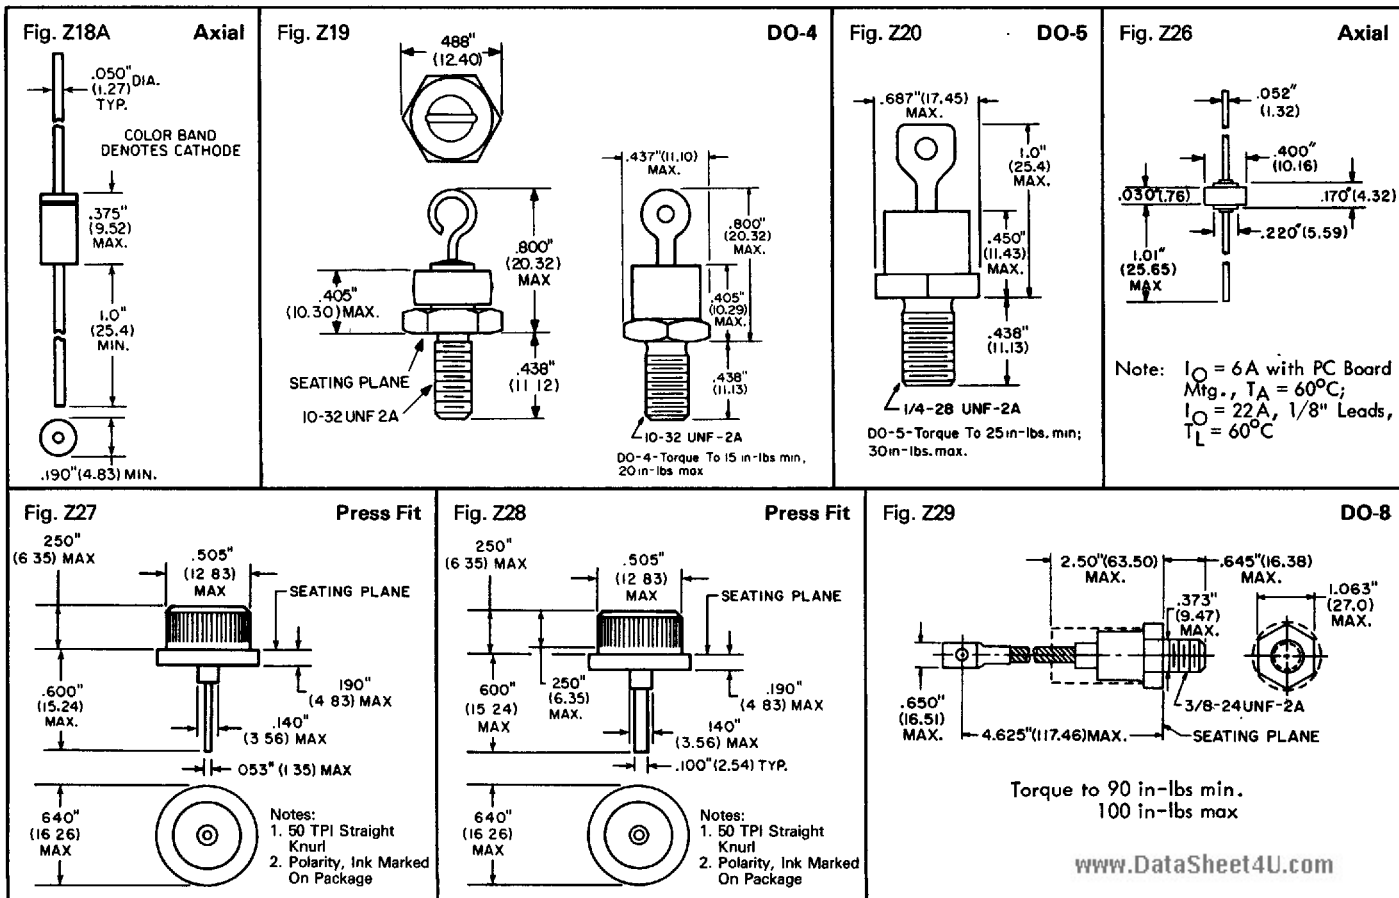 Fig. Z18A Axial
.050" DIA.
(1.27)
TYP.
COLOR BAND
DENOTES CATHODE
.375"
(9.52)
MAX.
1.0"
(25.4)
MIN.
.190"(4.83) MIN.
Fig. Z19 DO-4
.488"
(12.40)
.437"(11.10)
MAX.
.800"
(20.32)
MAX
.405"
(10.30) MAX.
SEATING PLANE
.438"
(11 12)
10-32 UNF 2A
.800"
(20.32)
MAX.
.405"
(10.29)
MAX.
.438"
(11.13)
10-32 UNF-2A
DO-4-Torque To 15 in-lbs min,
20 in-lbs max
Fig. Z20 DO-5
.687"(17.45)
MAX.
1.0"
(25.4)
MAX.
.450"
(11.43)
MAX.
.438"
(11.13)
1/4-28 UNF-2A
DO-5-Torque To 25 in-lbs. min;
30 in-lbs. max.
Fig. Z26 Axial
.052"
(1.32)
.400"
(10.16)
.030"(.76)
.170"(4.32)
.220"(5.59)
1.01"
(25.65)
MAX
Note: IO = 6A with PC Board
Mtg., TA = 60°C;
IO = 22A, 1/8" Leads,
TL = 60°C
Fig. Z27 Press Fit
250"
(6 35) MAX
.505"
(12 83)
MAX
SEATING PLANE
.600"
(15.24)
MAX.
190"
(4 83) MAX
.140"
(3 56) MAX
053" (1 35) MAX
640"
(16 26)
MAX
Notes:
1. 50 TPI Straight
Knurl
2. Polarity, Ink Marked
On Package
Fig. Z28 Press Fit
250"
(6 35) MAX
.505"
(12 83)
MAX
SEATING PLANE
600"
(15 24)
MAX.
250"
(6.35)
MAX.
.190"
(4 83) MAX
140"
(3.56) MAX
.100"(2.54) TYP.
640"
(16 26)
MAX
Notes:
1. 50 TPI Straight
Knurl
2. Polarity, Ink Marked
On Package
Fig. Z29 DO-8
2.50"(63.50)
MAX.
.645"(16.38)
MAX.
1.063"
(27.0)
MAX.
.373"
(9.47)
MAX.
.650"
(16.51)
MAX.
3/8-24UNF-2A
4.625"(117.46)MAX.
SEATING PLANE
Torque to 90 in-lbs min.
100 in-lbs max
www.DataSheet4U.com